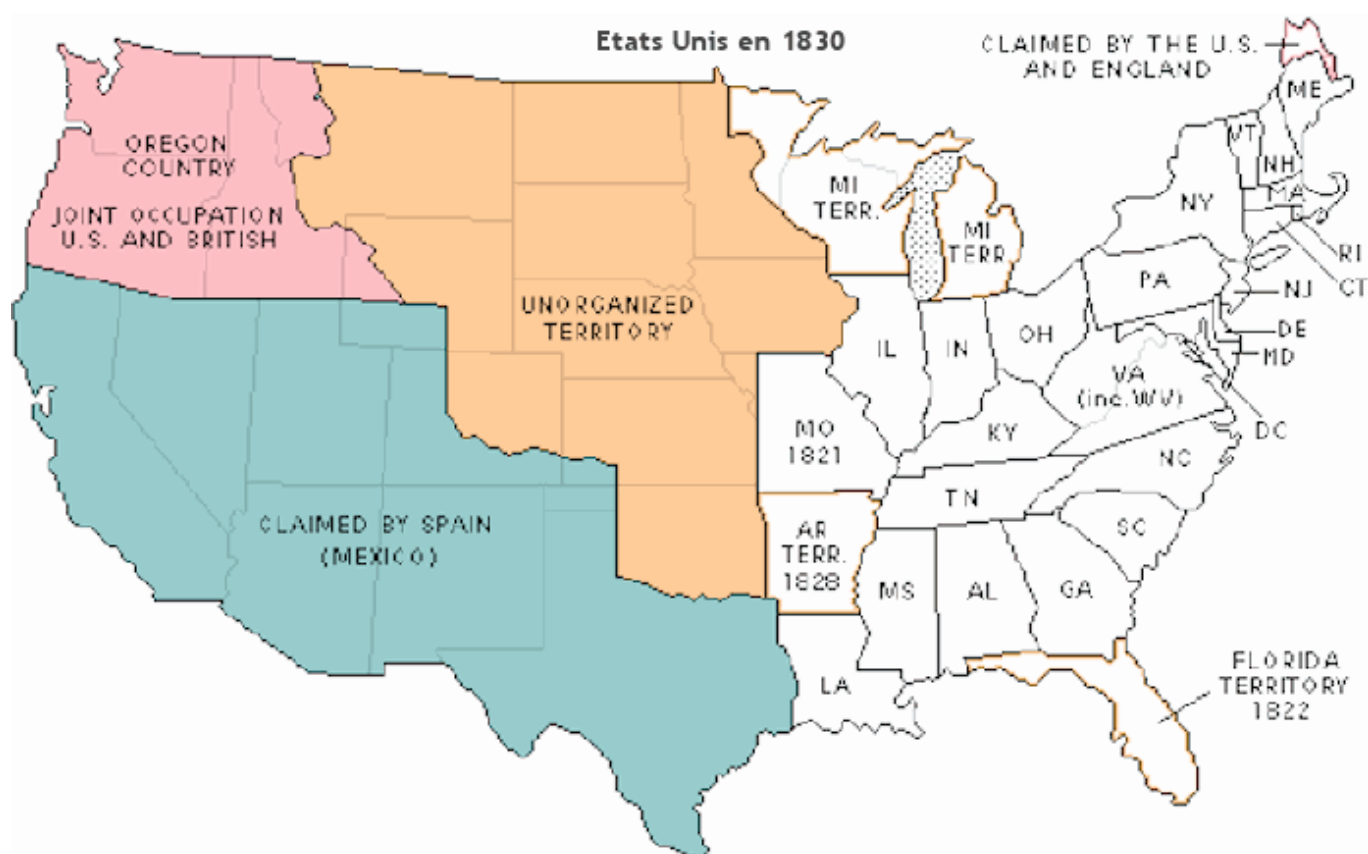 Etats Unis en 1830
CLAIMED BY THE U.S.
AND ENGLAND
ME
VT
NH
MA
NY
RI
CT
OREGON
COUNTRY
JOINT OCCUPATION
U.S. AND BRITISH
MI
TERR.
MI
TERR.
PA
NJ
UNORGANIZED
TERRITORY
OH
DE
MD
IL
IN
VA
(inc.WV)
DC
KY
MO
1821
NC
TN
CLAIMED BY SPAIN
(MEXICO)
AR
TERR.
1828
SC
MS
AL
GA
LA
FLORIDA
TERRITORY
1822